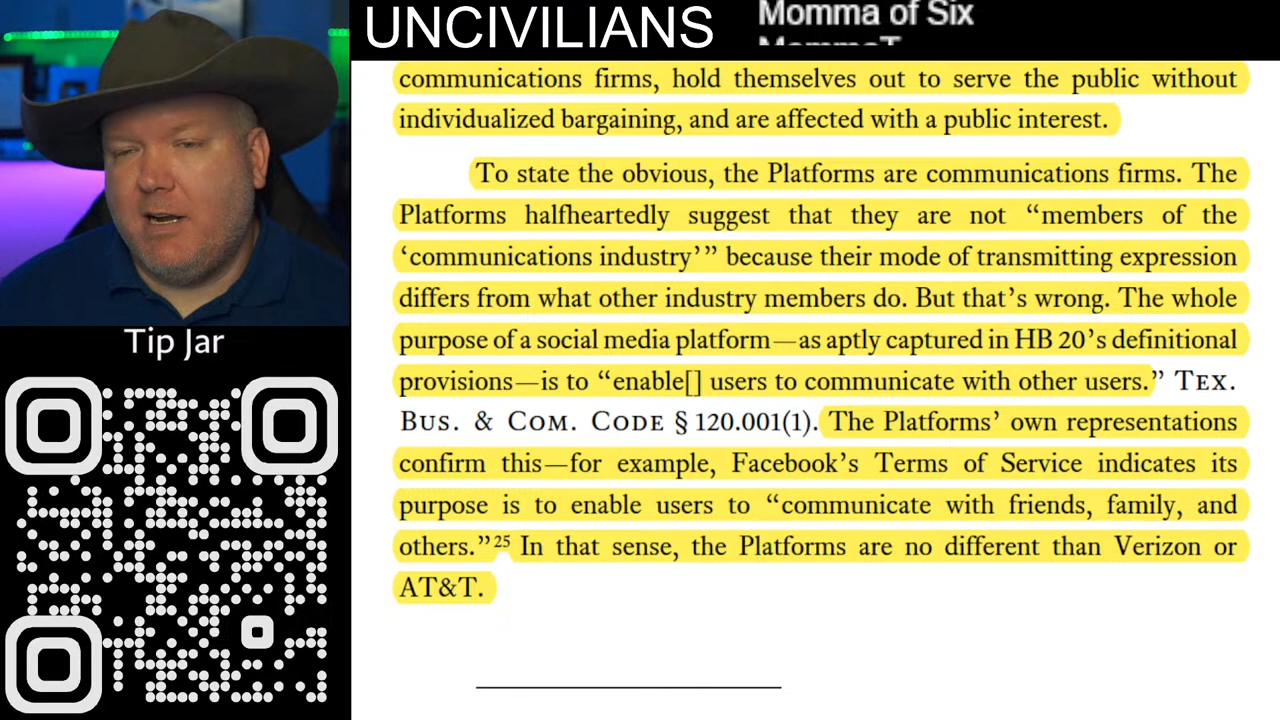 UNCIVILIANS
Momma of Six
MommaT
Tip Jar
communications firms, hold themselves out to serve the public without
individualized bargaining, and are affected with a public interest.
To state the obvious, the Platforms are communications firms. The
Platforms halfheartedly suggest that they are not “members of the
‘communications industry’” because their mode of transmitting expression
differs from what other industry members do. But that’s wrong. The whole
purpose of a social media platform—as aptly captured in HB 20’s definitional
provisions—is to “enable[] users to communicate with other users.” TEX.
BUS. & COM. CODE § 120.001(1). The Platforms’ own representations
confirm this—for example, Facebook’s Terms of Service indicates its
purpose is to enable users to “communicate with friends, family, and
others.”²⁵ In that sense, the Platforms are no different than Verizon or
AT&T.